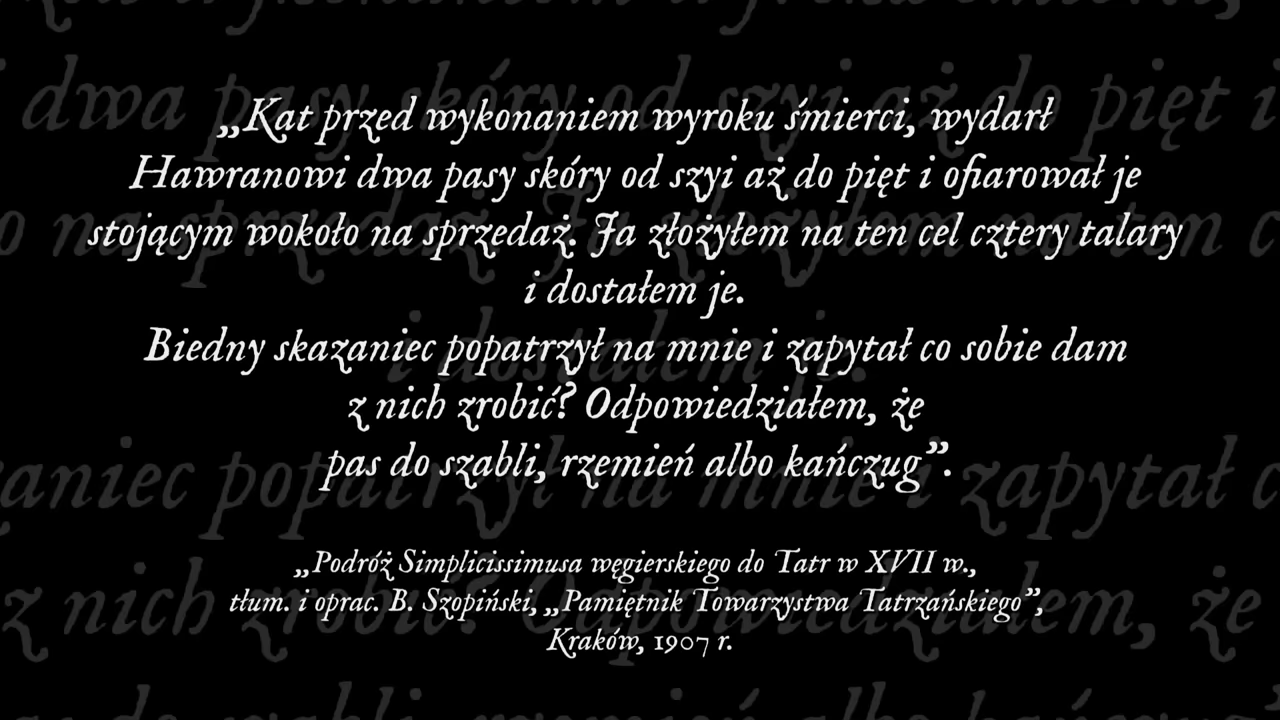 „Kat przed wykonaniem wyroku śmierci, wydarł
Hawranowi dwa pasy skóry od szyi aż do pięt i ofiarował je
stojącym wokoło na sprzedaż. Ja złożyłem na ten cel cztery talary
i dostałem je.
Biedny skazaniec popatrzył na mnie i zapytał co sobie dam
z nich zrobić? Odpowiedziałem, że
pas do szabli, rzemień albo kańczug”.
„Podróż Simplicissimusa węgierskiego do Tatr w XVII w.,
tłum. i oprac. B. Szopiński, „Pamiętnik Towarzystwa Tatrzańskiego”,
Kraków, 1907 r.